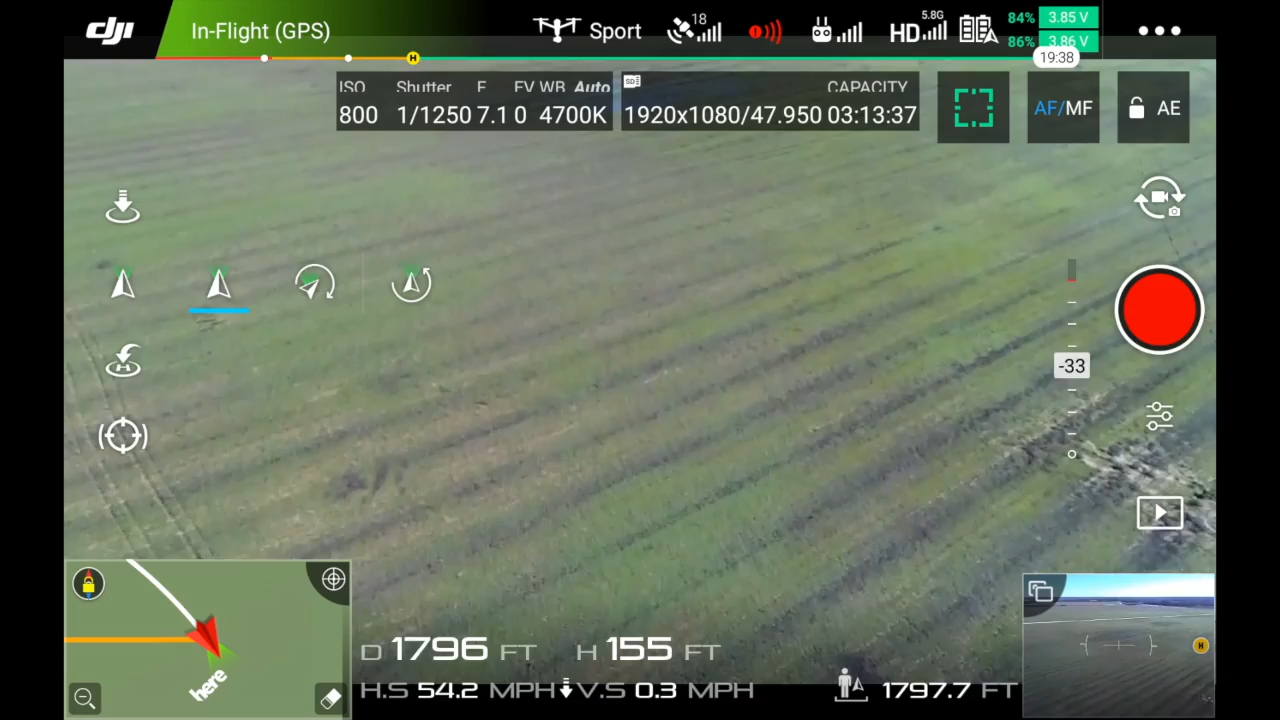 dji In-Flight (GPS) Sport 18 HD 5.8G 84% 3.85 V
86% 3.86 V
H 19:38
ISO Shutter F EV WB Auto SD CAPACITY
800 1/1250 7.1 0 4700K 1920x1080/47.950 03:13:37 AF/MF AE
-33
D 1796 FT H 155 FT
H.S 54.2 MPH V.S 0.3 MPH 1797.7 FT
here
H